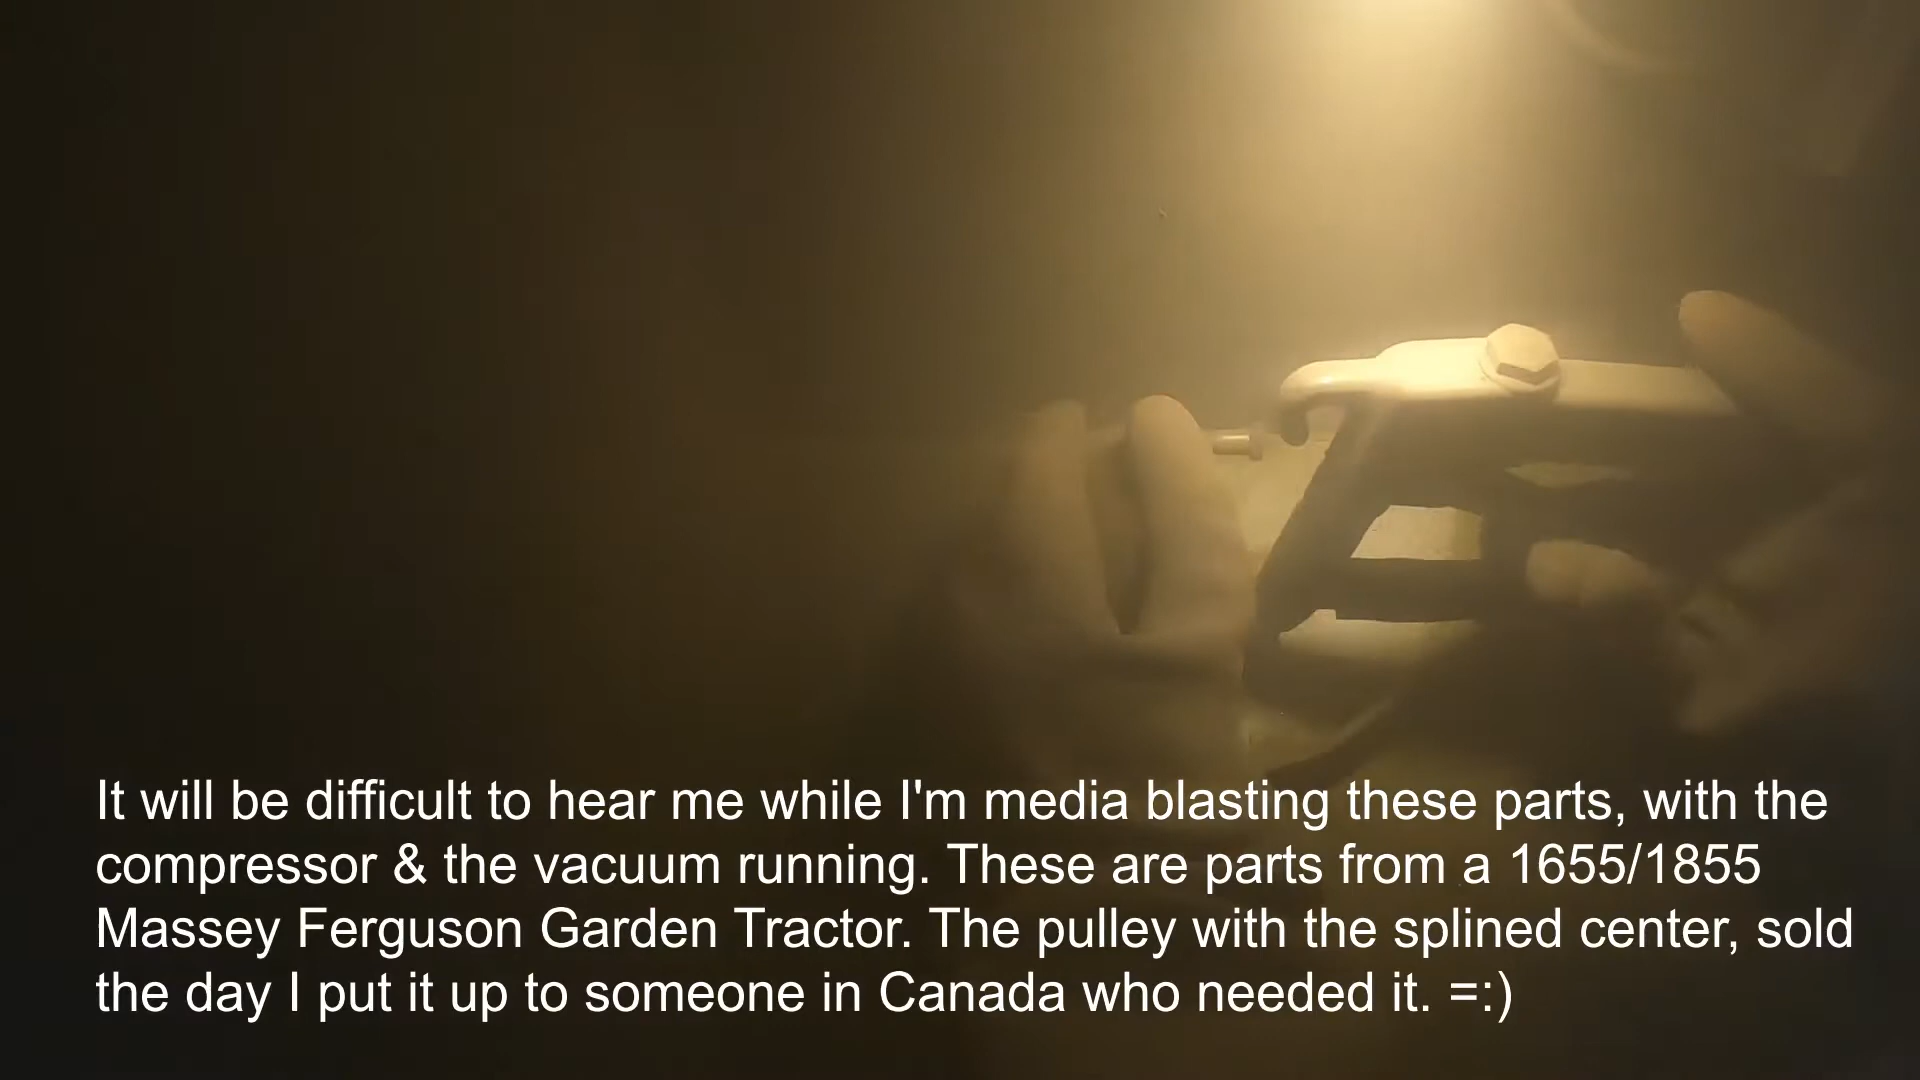 It will be difficult to hear me while I'm media blasting these parts, with the
compressor & the vacuum running. These are parts from a 1655/1855
Massey Ferguson Garden Tractor. The pulley with the splined center, sold
the day I put it up to someone in Canada who needed it. =:)